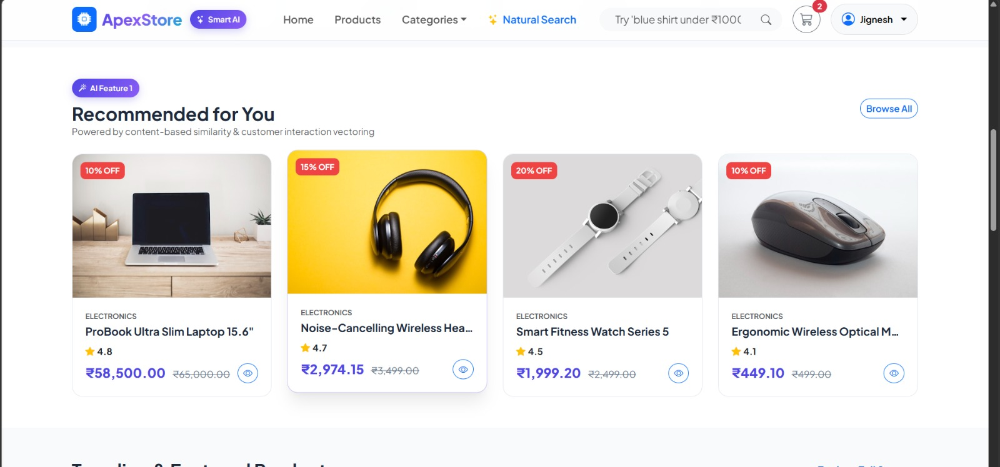 ApexStore
Smart AI
Home
Products
Categories
Natural Search
Try 'blue shirt under ₹100
2
Jignesh
AI Feature 1
Recommended for You
Powered by content-based similarity & customer interaction vectoring
Browse All
10% OFF
ELECTRONICS
ProBook Ultra Slim Laptop 15.6"
4.8
₹58,500.00 ₹65,000.00
15% OFF
ELECTRONICS
Noise-Cancelling Wireless Hea...
4.7
₹2,974.15 ₹3,499.00
20% OFF
ELECTRONICS
Smart Fitness Watch Series 5
4.5
₹1,999.20 ₹2,499.00
10% OFF
ELECTRONICS
Ergonomic Wireless Optical M...
4.1
₹449.10 ₹499.00